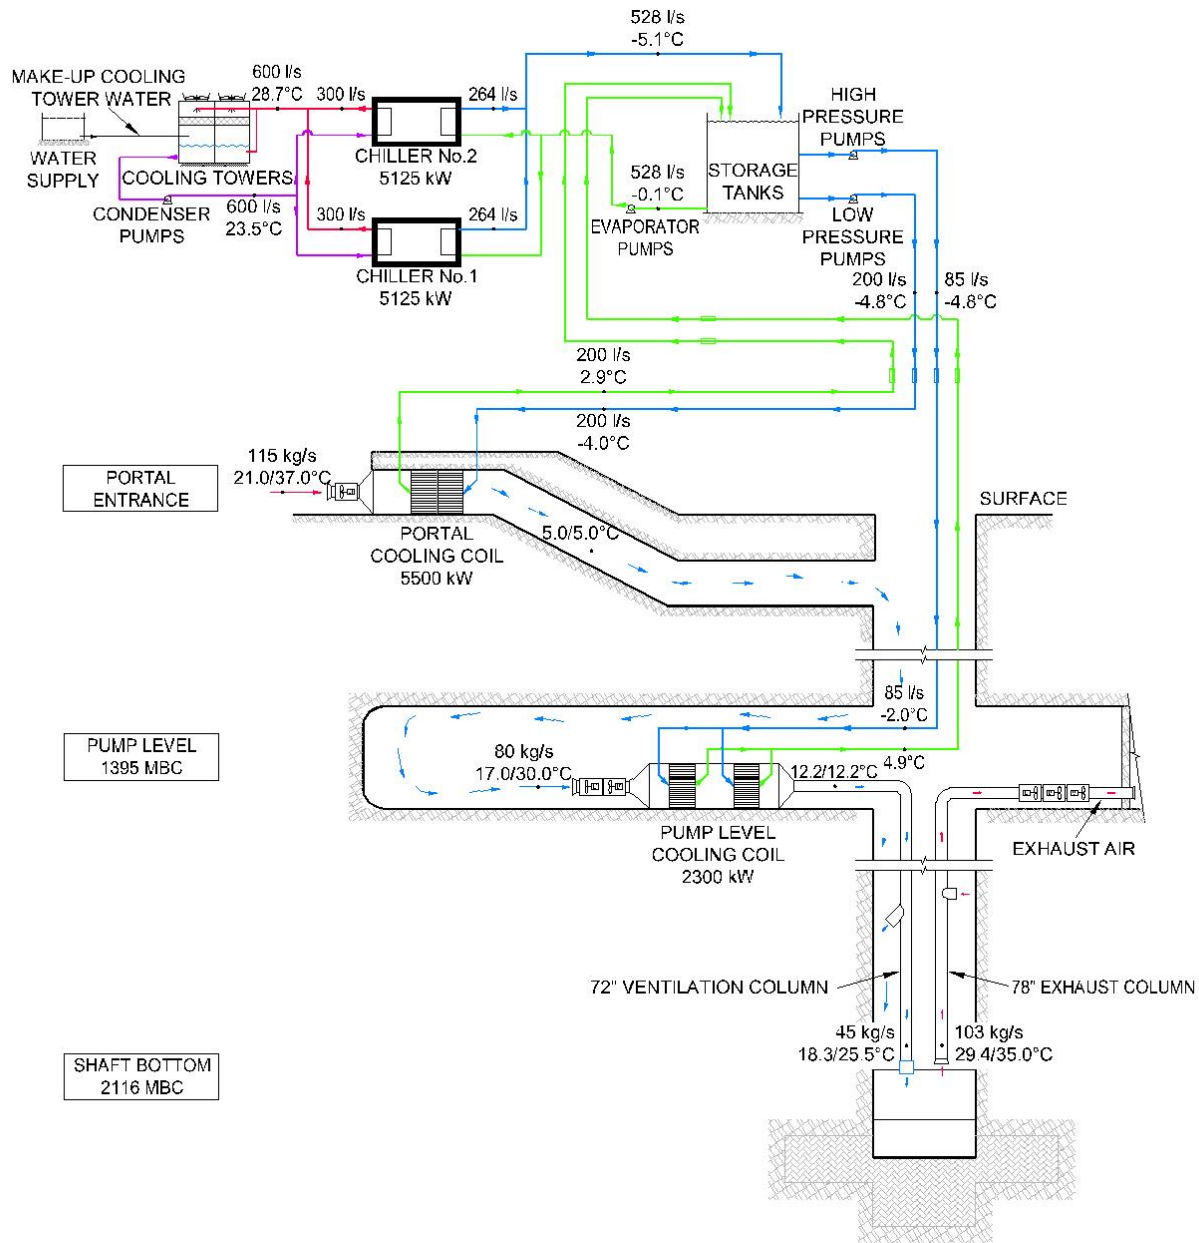 528 l/s
-5.1°C
MAKE-UP COOLING
TOWER WATER
600 l/s
28.7°C
300 l/s
264 l/s
HIGH
PRESSURE
PUMPS
WATER
SUPPLY
COOLING TOWERS
CHILLER No.2
5125 kW
STORAGE
TANKS
528 l/s
-0.1°C
CONDENSER
PUMPS
600 l/s
23.5°C
300 l/s
264 l/s
EVAPORATOR
PUMPS
LOW
PRESSURE
PUMPS
CHILLER No.1
5125 kW
200 l/s
-4.8°C
85 l/s
-4.8°C
200 l/s
2.9°C
200 l/s
-4.0°C
115 kg/s
21.0/37.0°C
PORTAL
ENTRANCE
SURFACE
PORTAL
COOLING COIL
5500 kW
5.0/5.0°C
85 l/s
-2.0°C
PUMP LEVEL
1395 MBC
80 kg/s
17.0/30.0°C
4.9°C
12.2/12.2°C
PUMP LEVEL
COOLING COIL
2300 kW
EXHAUST AIR
72" VENTILATION COLUMN
78" EXHAUST COLUMN
45 kg/s
18.3/25.5°C
103 kg/s
29.4/35.0°C
SHAFT BOTTOM
2116 MBC